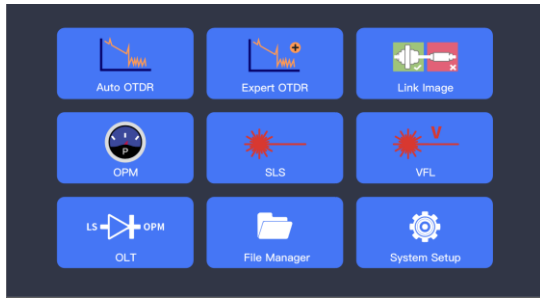 Auto OTDR
Expert OTDR
Link Image
P
OPM
SLS
V
VFL
LS OPM
OLT
File Manager
System Setup